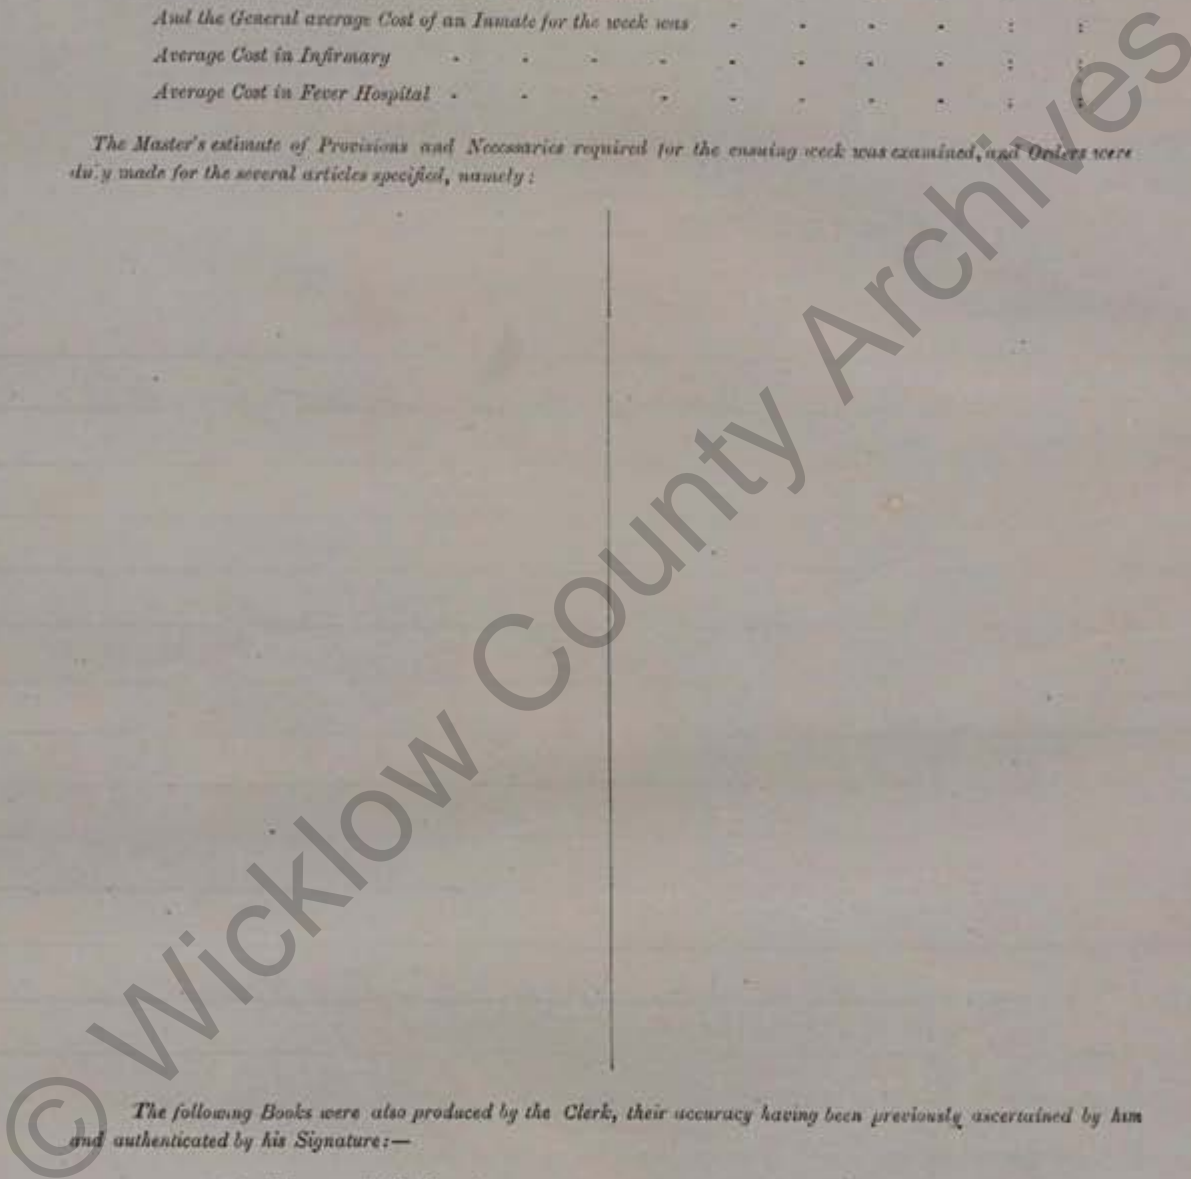 And the General average Cost of an Inmate for the week was - - - - : :
Average Cost in Infirmary - - - - - - - - : :
Average Cost in Fever Hospital - - - - - - - - : :
The Master's estimate of Provisions and Necessaries required for the ensuing week was examined, and Orders were
duly made for the several articles specified, namely:
The following Books were also produced by the Clerk, their accuracy having been previously ascertained by him
and authenticated by his Signature:—
© Wicklow County Archives